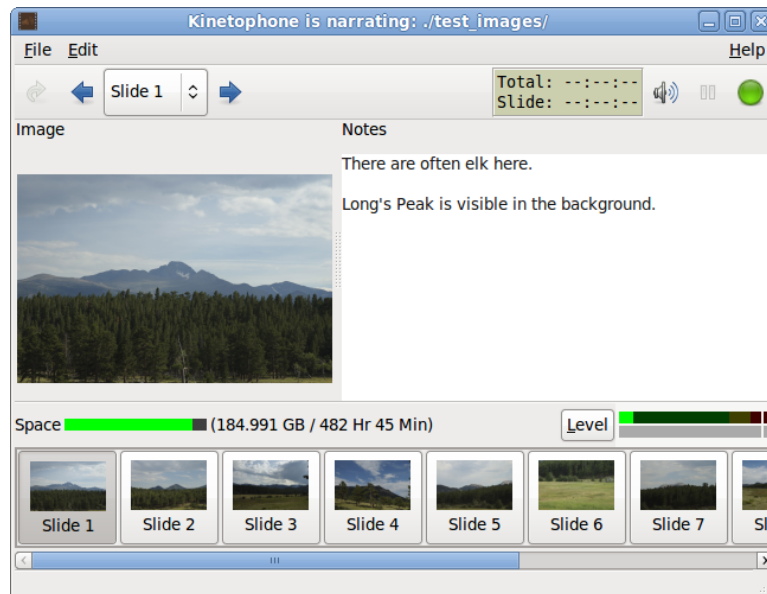 Kinetophone is narrating: ./test_images/
File Edit Help
Slide 1
Total: --:--:--
Slide: --:--:--
Image Notes
There are often elk here.
Long's Peak is visible in the background.
Space (184.991 GB / 482 Hr 45 Min) Level
Slide 1 Slide 2 Slide 3 Slide 4 Slide 5 Slide 6 Slide 7 Sl